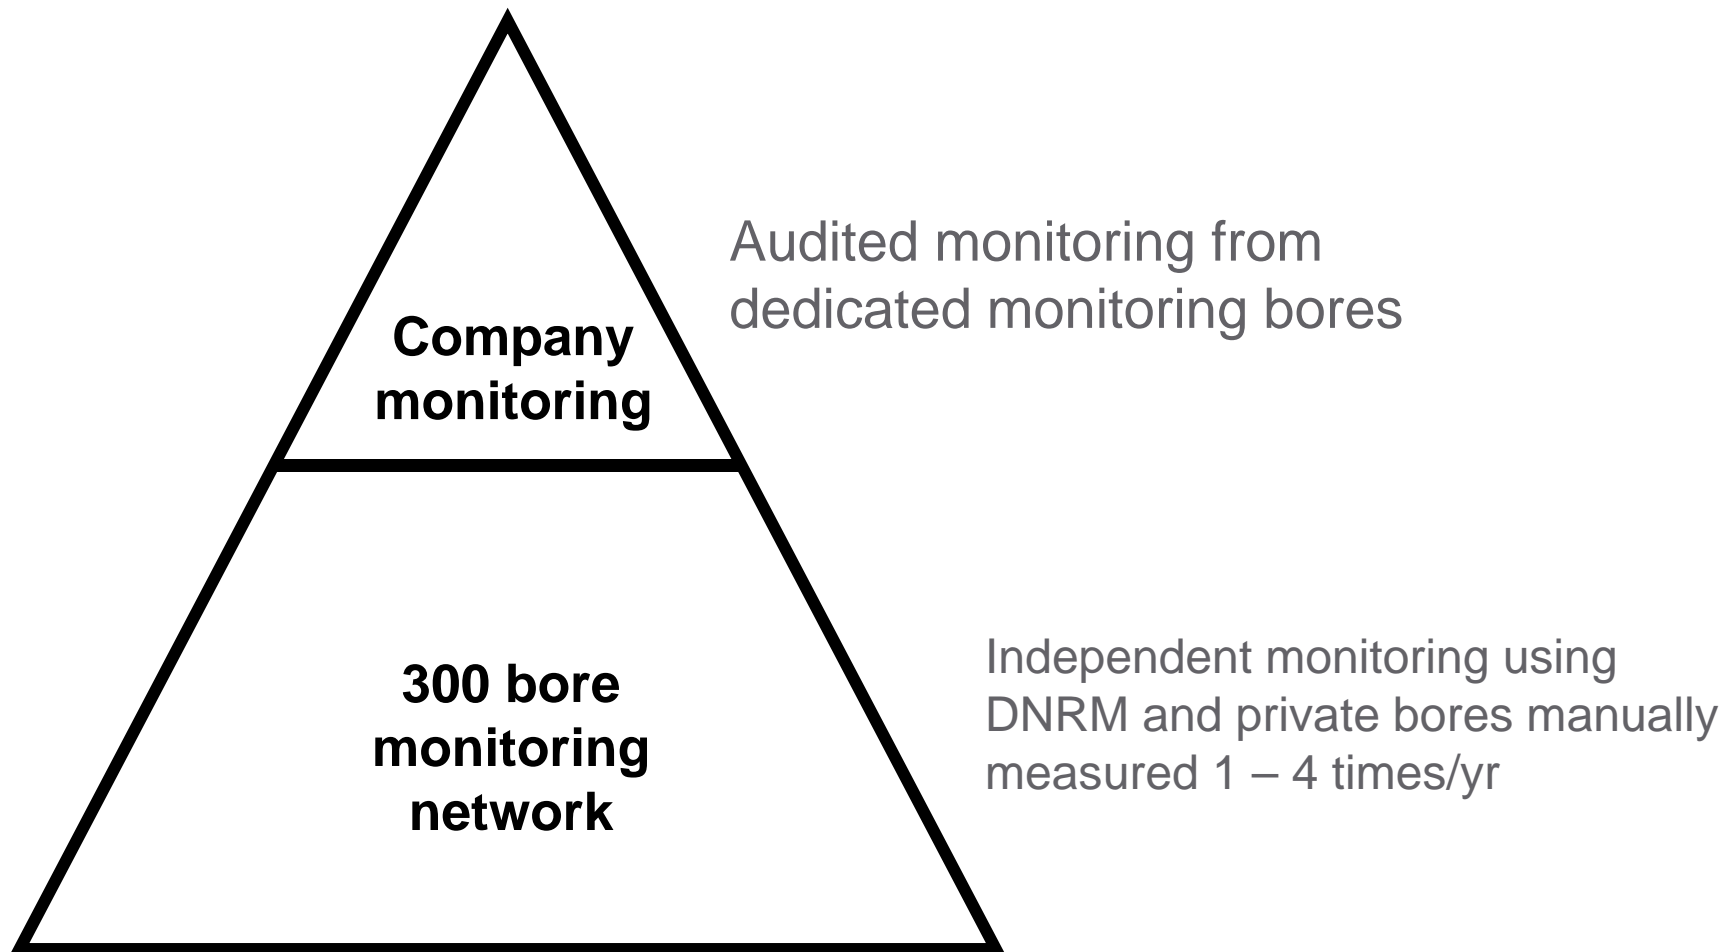 Audited monitoring from
dedicated monitoring bores
Company
monitoring
Independent monitoring using
DNRM and private bores manually
measured 1 – 4 times/yr
300 bore
monitoring
network